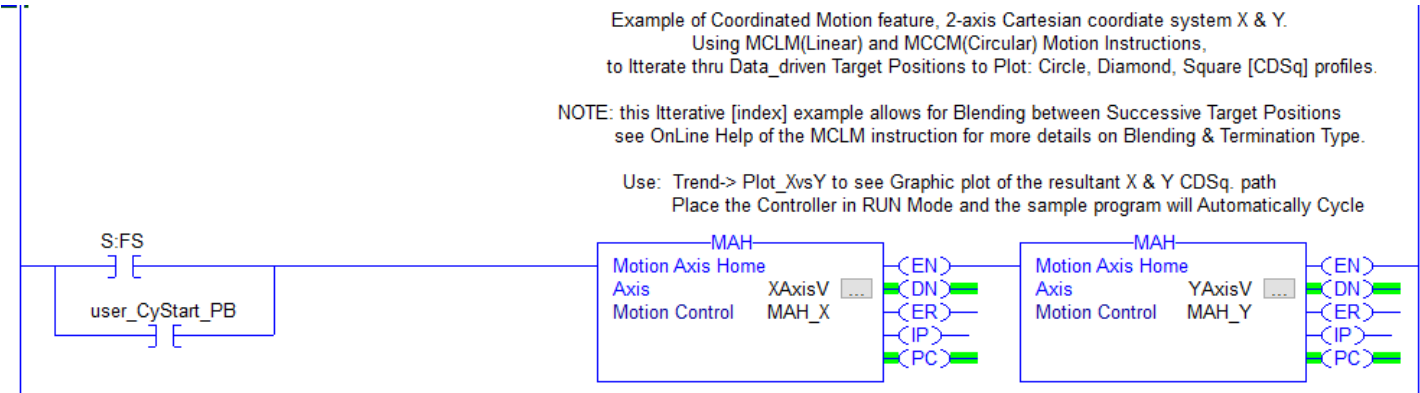 Example of Coordinated Motion feature, 2-axis Cartesian coordiate system X & Y.
Using MCLM(Linear) and MCCM(Circular) Motion Instructions,
to Itterate thru Data_driven Target Positions to Plot: Circle, Diamond, Square [CDSq] profiles.
NOTE: this Itterative [index] example allows for Blending between Successive Target Positions
see OnLine Help of the MCLM instruction for more details on Blending & Termination Type.
Use: Trend-> Plot_XvsY to see Graphic plot of the resultant X & Y CDSq. path
Place the Controller in RUN Mode and the sample program will Automatically Cycle
S:FS
user_CyStart_PB
MAH
Motion Axis Home
Axis XAxisV ...
Motion Control MAH_X
EN
DN
ER
IP
PC
MAH
Motion Axis Home
Axis YAxisV ...
Motion Control MAH_Y
EN
DN
ER
IP
PC